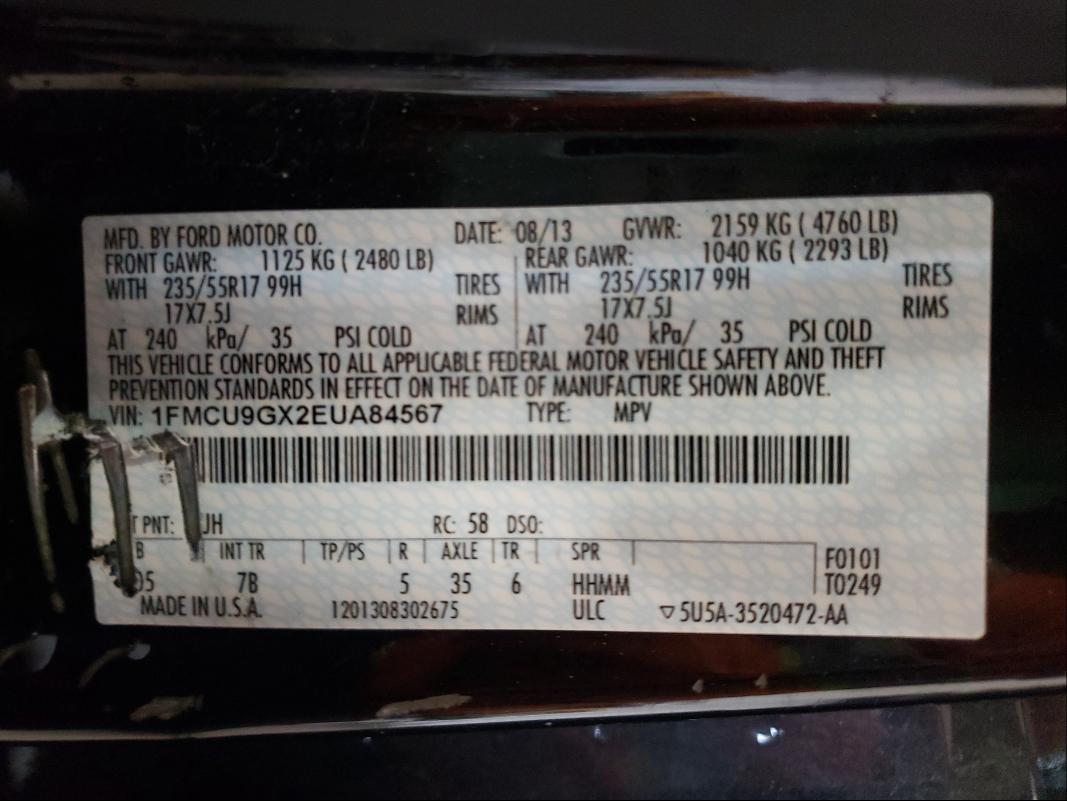 MFD. BY FORD MOTOR CO. DATE: 08/13 GVWR: 2159 KG ( 4760 LB)
FRONT GAWR: 1125 KG ( 2480 LB) REAR GAWR: 1040 KG ( 2293 LB)
WITH 235/55R17 99H TIRES WITH 235/55R17 99H TIRES
17X7.5J RIMS 17X7.5J RIMS
AT 240 kPa/ 35 PSI COLD AT 240 kPa/ 35 PSI COLD
THIS VEHICLE CONFORMS TO ALL APPLICABLE FEDERAL MOTOR VEHICLE SAFETY AND THEFT
PREVENTION STANDARDS IN EFFECT ON THE DATE OF MANUFACTURE SHOWN ABOVE.
VIN: 1FMCU9GX2EUA84567 TYPE: MPV
PNT: JH RC: 58 DSO:
B INT TR TP/PS R AXLE TR SPR F0101
05 7B 5 35 6 HHMM T0249
MADE IN U.S.A. 1201308302675 ULC ▽5U5A-3520472-AA